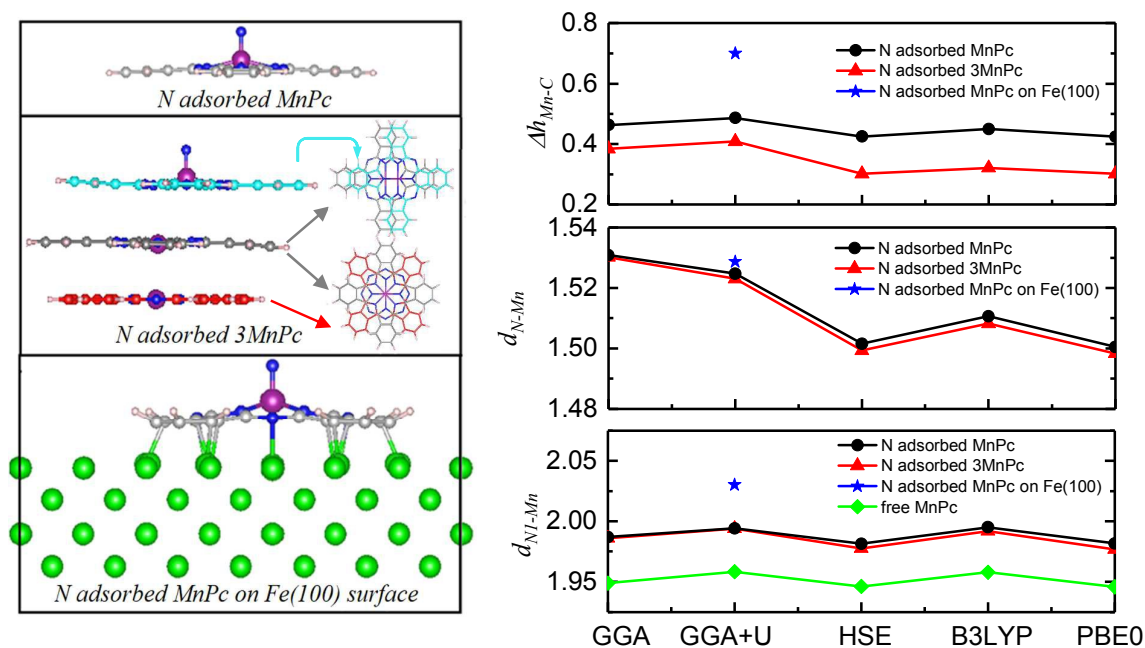 N adsorbed MnPc
N adsorbed 3MnPc
N adsorbed MnPc on Fe(100) surface
Δh Mn-C
0.8
0.6
0.4
0.2
N adsorbed MnPc
N adsorbed 3MnPc
N adsorbed MnPc on Fe(100)
d N-Mn
1.54
1.52
1.50
1.48
N adsorbed MnPc
N adsorbed 3MnPc
N adsorbed MnPc on Fe(100)
d N1-Mn
2.05
2.00
1.95
N adsorbed MnPc
N adsorbed 3MnPc
N adsorbed MnPc on Fe(100)
free MnPc
GGA GGA+U HSE B3LYP PBE0